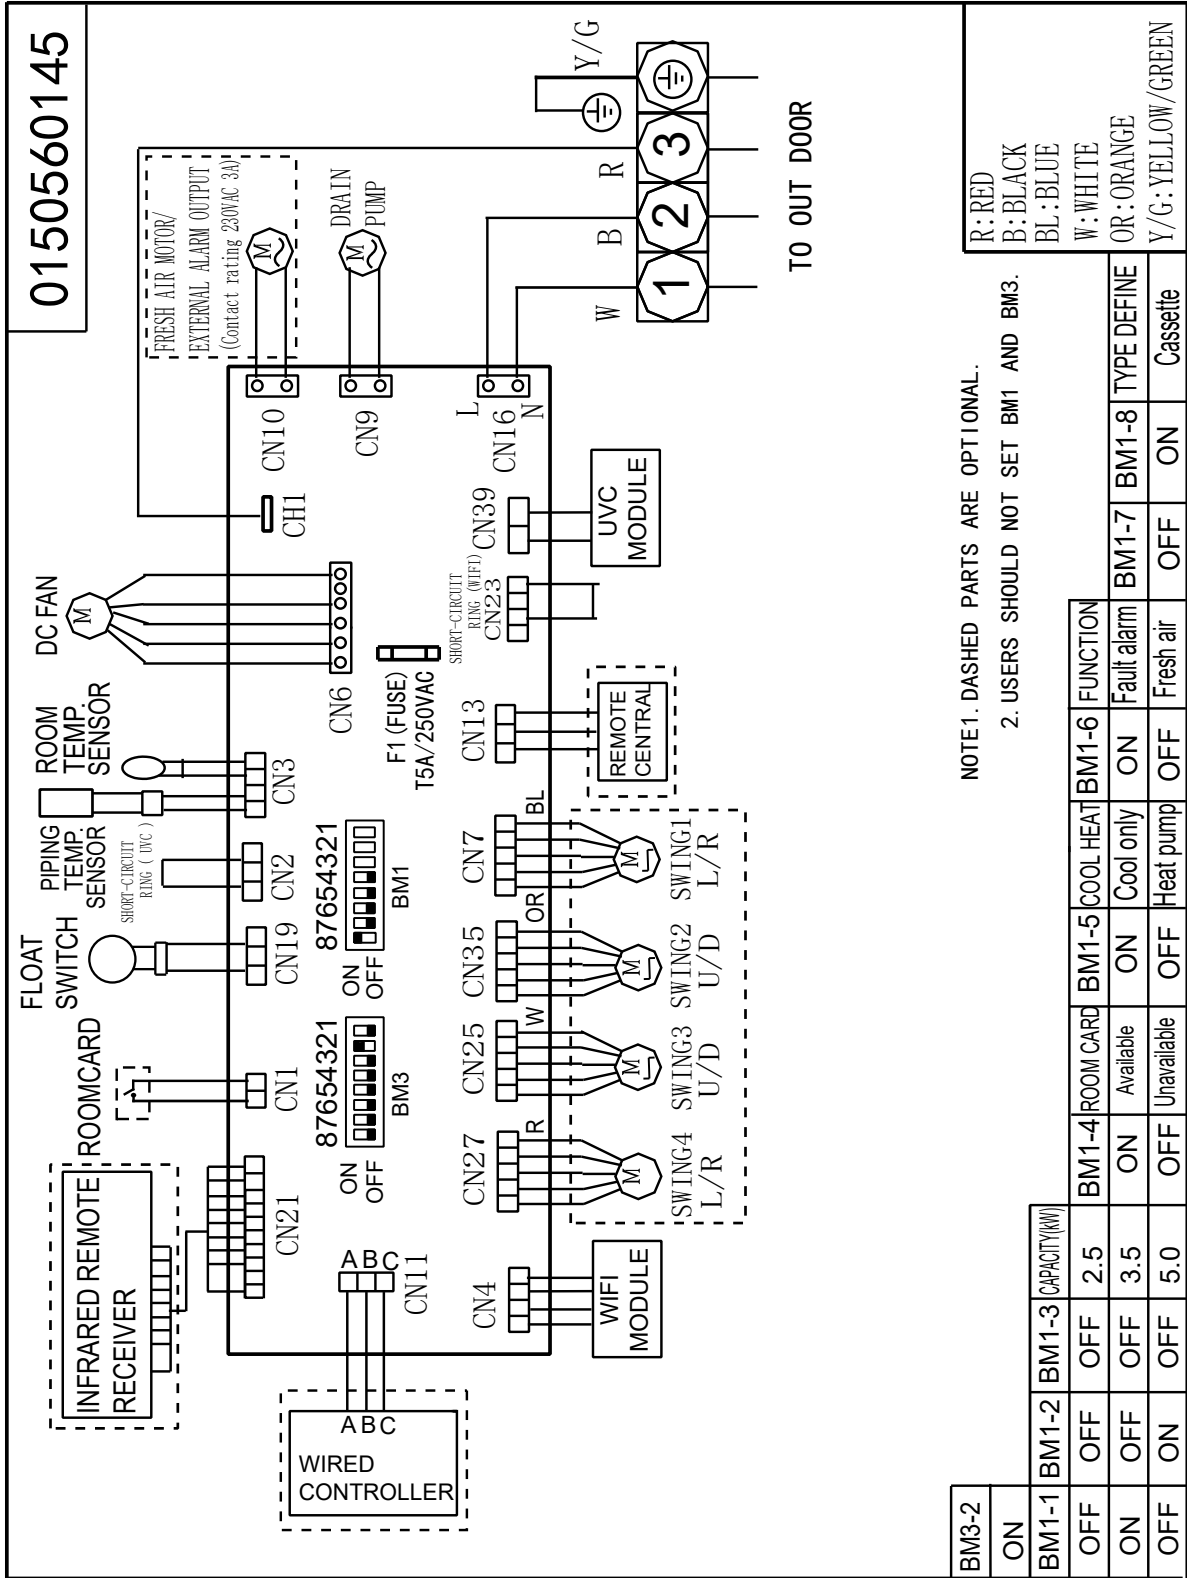 0150560145
INFRARED REMOTE
RECEIVER
ROOMCARD
FLOAT
SWITCH
SHORT-CIRCUIT
RING ( UVC )
PIPING
TEMP.
SENSOR
ROOM
TEMP.
SENSOR
DC FAN
M
FRESH AIR MOTOR/
EXTERNAL ALARM OUTPUT
(Contact rating 230VAC 3A)
M
CN21
CN1
CN19
CN2
CN3
CN6
CH1
CN10
DRAIN
PUMP
M
CN9
WIRED
CONTROLLER
A B C
A B C
CN11
ON
OFF
87654321
BM3
ON
OFF
87654321
BM1
F1 (FUSE)
T5A/250VAC
SHORT-CIRCUIT
RING (WIFI)
CN4
CN27
R
CN25
W
CN35
OR
CN7
BL
CN13
CN23
CN39
CN16
L
N
WIFI
MODULE
M
SWING4
L/R
M
SWING3
U/D
M
SWING2
U/D
M
SWING1
L/R
REMOTE
CENTRAL
UVC
MODULE
W
B
R
Y/G
1
2
3
TO OUT DOOR
NOTE1. DASHED PARTS ARE OPTIONAL.
2. USERS SHOULD NOT SET BM1 AND BM3.
R:RED
B:BLACK
BL:BLUE
W:WHITE
OR:ORANGE
Y/G:YELLOW/GREEN
BM3-2
ON
BM1-1 BM1-2 BM1-3 CAPACITY(KW)
OFF OFF OFF 2.5
ON OFF OFF 3.5
OFF ON OFF 5.0
BM1-4 ROOM CARD BM1-5 COOL HEAT BM1-6 FUNCTION
ON Available ON Cool only ON Fault alarm
OFF Unavailable OFF Heat pump OFF Fresh air
BM1-7 BM1-8 TYPE DEFINE
OFF ON Cassette